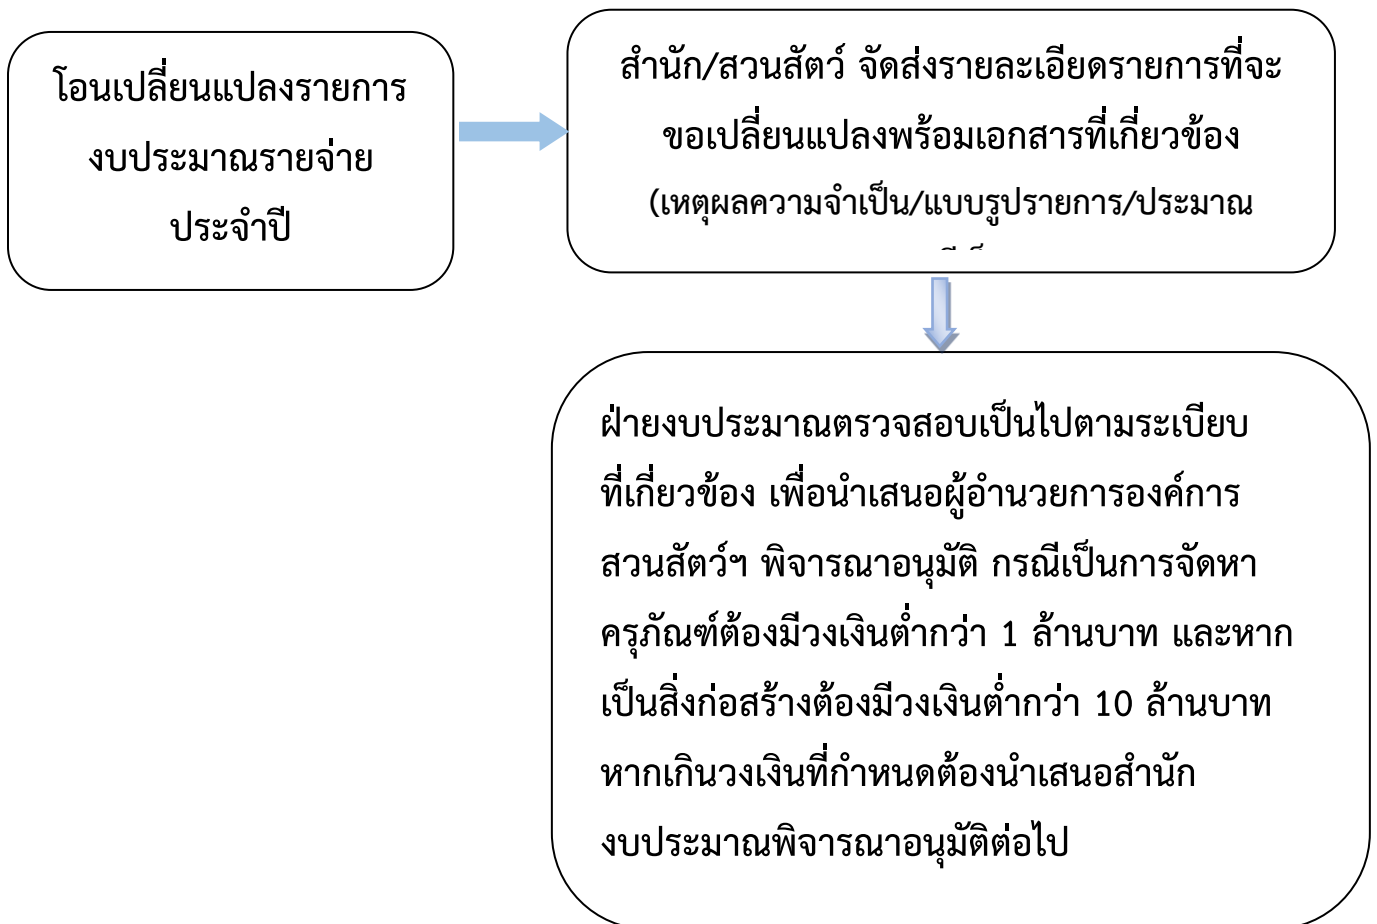 โอนเปลี่ยนแปลงรายการ
งบประมาณรายจ่าย
ประจำปี
สำนัก/สวนสัตว์ จัดส่งรายละเอียดรายการที่จะ
ขอเปลี่ยนแปลงพร้อมเอกสารที่เกี่ยวข้อง
(เหตุผลความจำเป็น/แบบรูปรายการ/ประมาณ
ฝ่ายงบประมาณตรวจสอบเป็นไปตามระเบียบ
ที่เกี่ยวข้อง เพื่อนำเสนอผู้อำนวยการองค์การ
สวนสัตว์ฯ พิจารณาอนุมัติ กรณีเป็นการจัดหา
ครุภัณฑ์ต้องมีวงเงินต่ำกว่า 1 ล้านบาท และหาก
เป็นสิ่งก่อสร้างต้องมีวงเงินต่ำกว่า 10 ล้านบาท
หากเกินวงเงินที่กำหนดต้องนำเสนอสำนัก
งบประมาณพิจารณาอนุมัติต่อไป